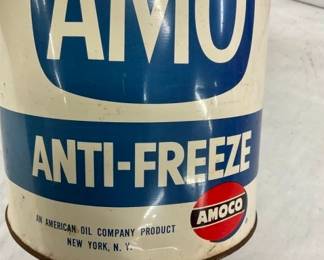 AMO
ANTI-FREEZE
AMOCO
AN AMERICAN OIL COMPANY PRODUCT
NEW YORK, N. Y.